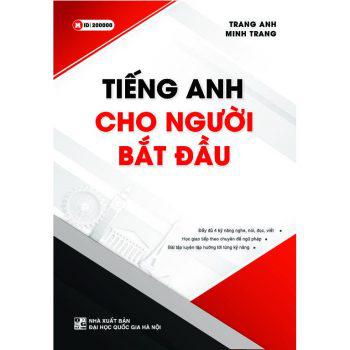 ID: 200000
TRANG ANH
MINH TRANG
TIẾNG ANH
CHO NGƯỜI
BẮT ĐẦU
Đầy đủ 4 kỹ năng nghe, nói, đọc, viết
Học giao tiếp theo chuyên đề ngữ pháp
Bài tập luyện tập hướng tới từng kỹ năng
NHÀ XUẤT BẢN
ĐẠI HỌC QUỐC GIA HÀ NỘI